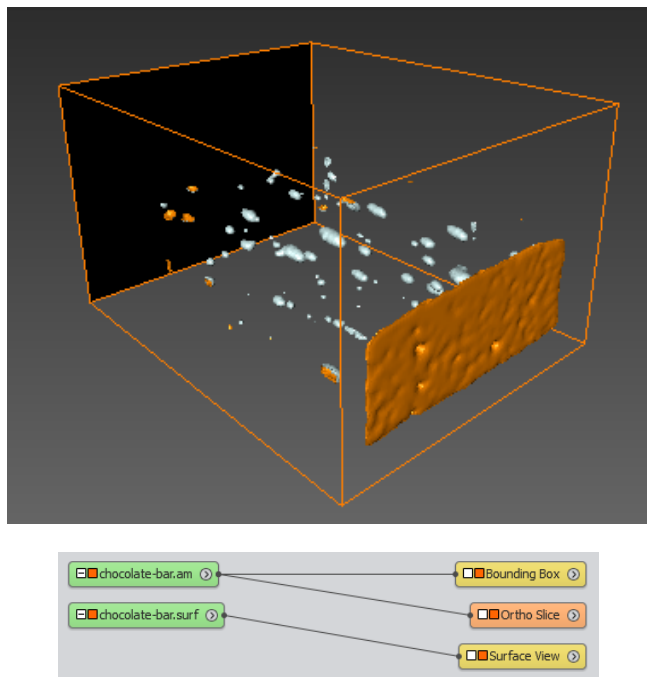 chocolate-bar.am
Bounding Box
chocolate-bar.surf
Ortho Slice
Surface View